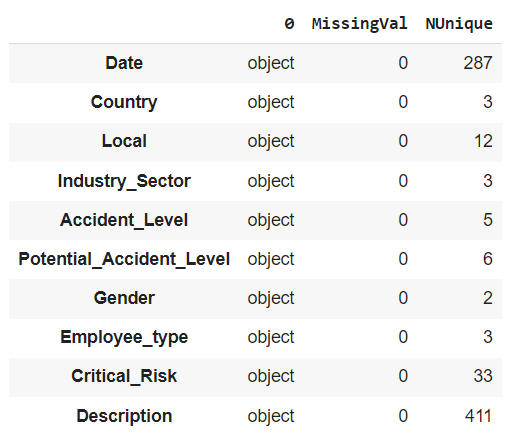 0 MissingVal NUnique
Date object 0 287
Country object 0 3
Local object 0 12
Industry_Sector object 0 3
Accident_Level object 0 5
Potential_Accident_Level object 0 6
Gender object 0 2
Employee_type object 0 3
Critical_Risk object 0 33
Description object 0 411